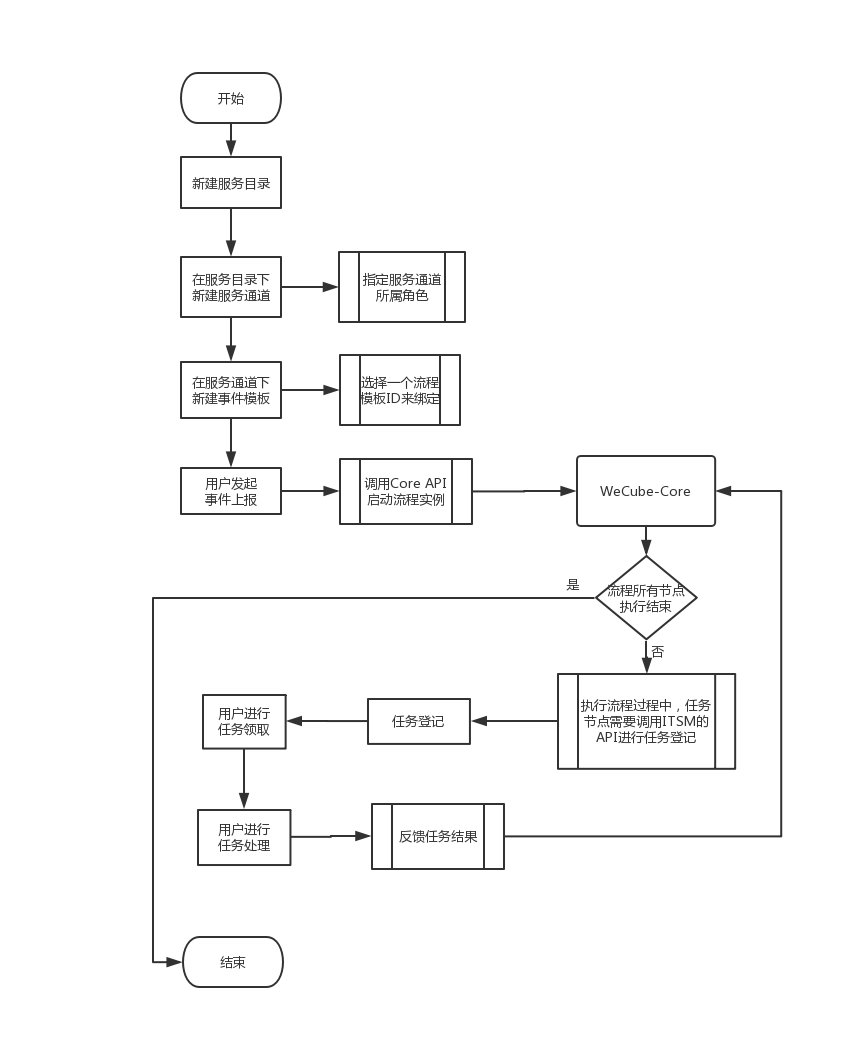 开始
新建服务目录
在服务目录下
新建服务通道
指定服务通道
所属角色
在服务通道下
新建事件模板
选择一个流程
模板ID来绑定
用户发起
事件上报
调用Core API
启动流程实例
WeCube-Core
是
流程所有节点
执行结束
否
执行流程过程中，任务
节点需要调用ITSM的
API进行任务登记
任务登记
用户进行
任务领取
用户进行
任务处理
反馈任务结果
结束